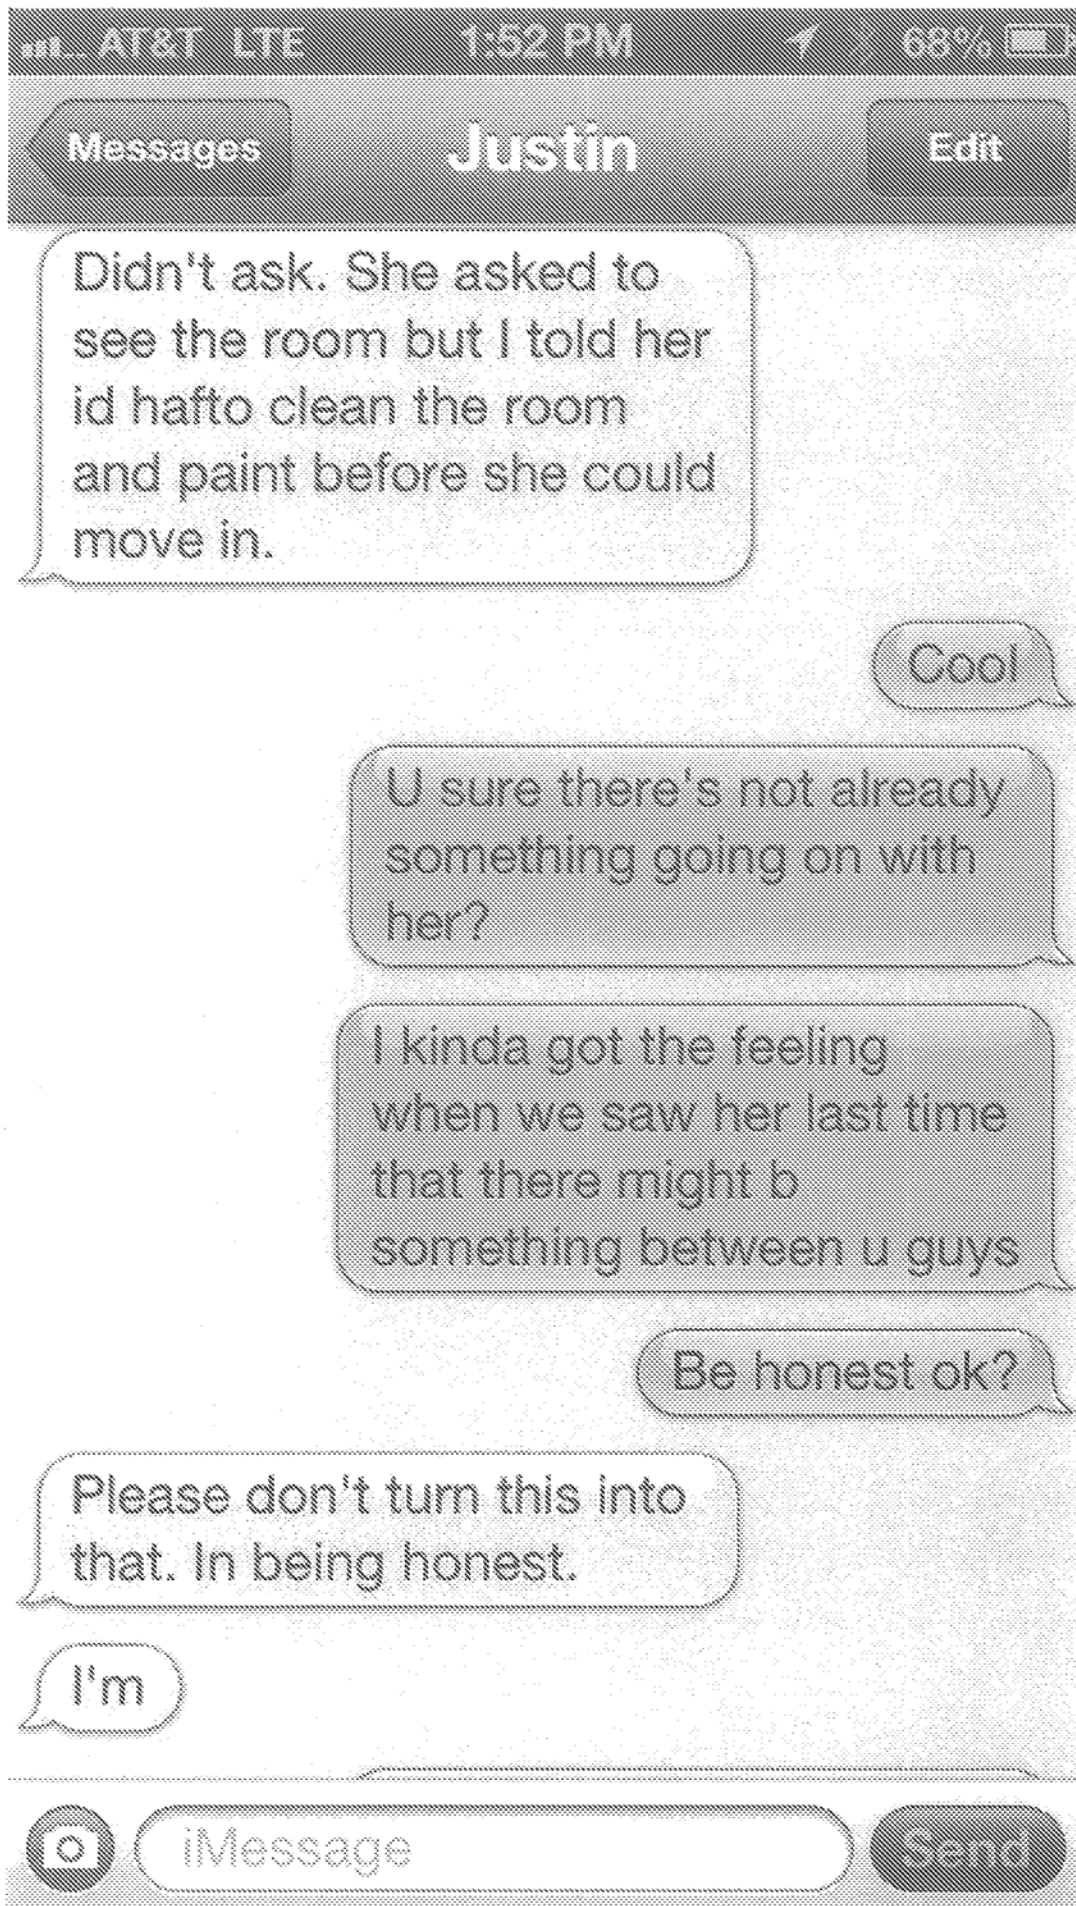 AT&T LTE 1:52 PM 68%
Messages Justin Edit
Didn't ask. She asked to
see the room but I told her
id hafto clean the room
and paint before she could
move in.
Cool
U sure there's not already
something going on with
her?
I kinda got the feeling
when we saw her last time
that there might b
something between u guys
Be honest ok?
Please don't turn this into
that. In being honest.
I'm
iMessage Send